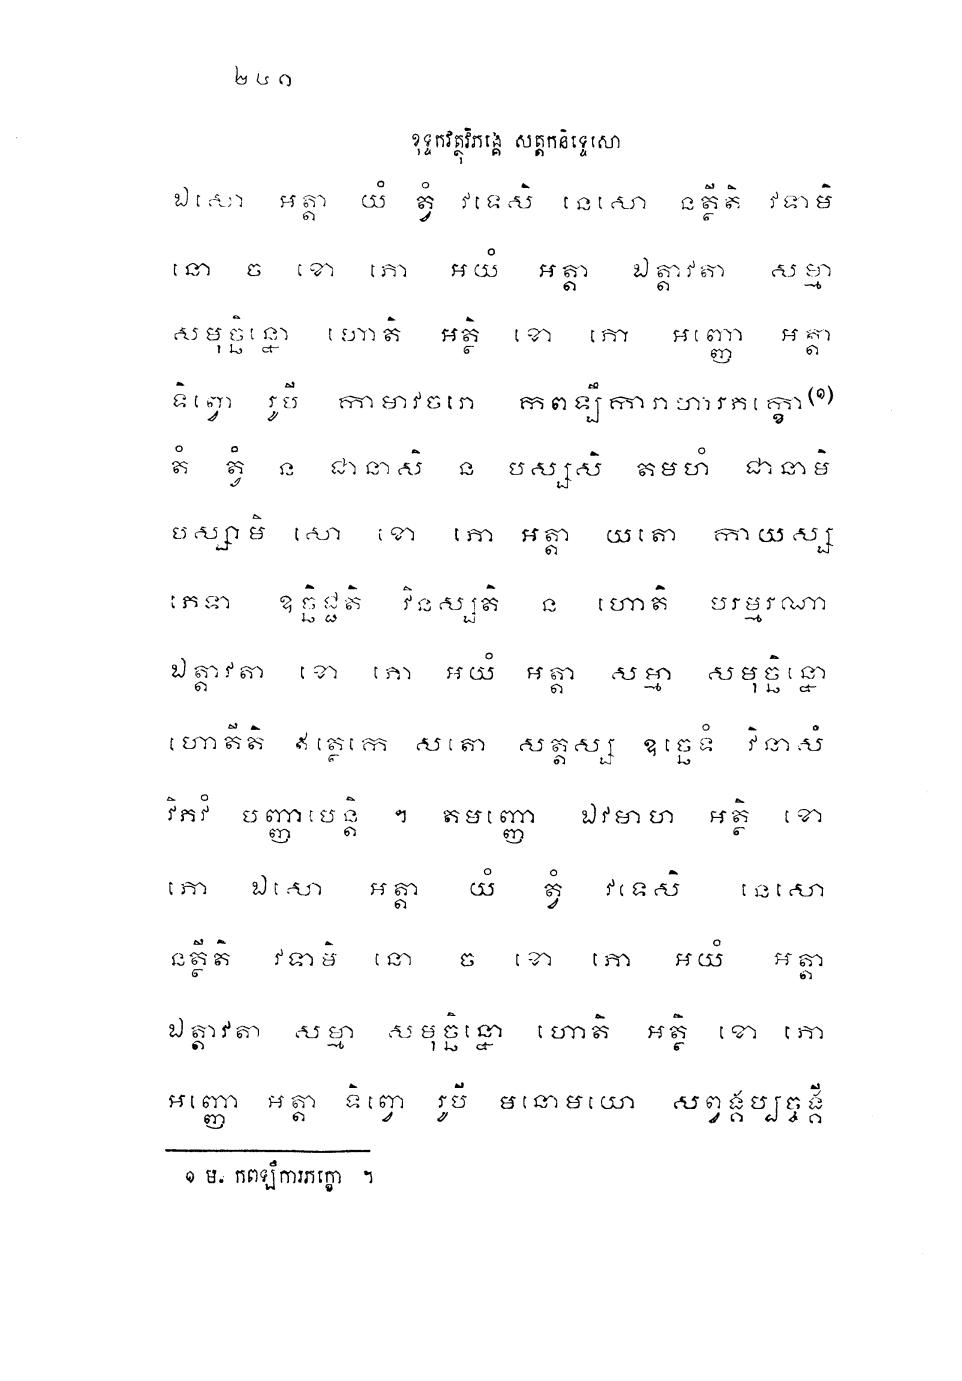 ២៤១
ខុទ្ទកវត្ថុវិភង្គេ សត្តកនិទ្ទេសោ
ឯសោ អត្តា យំ ត្វំ វទេសិ នេសោ នត្ថីតិ វទាមិ
នោ ច ខោ ភោ អយំ អត្តា ឯត្តាវតា សម្មា
សមុច្ឆិន្នោ ហោតិ អត្ថិ ខោ ភោ អញ្ញោ អត្តា
ទិព្វោ រូបី កាមាវចរោ កពឡីការាហារភក្ខោ(១)
តំ ត្វំ ន ជានាសិ ន បស្សសិ តមហំ ជានាមិ
បស្សាមិ សោ ខោ ភោ អត្តា យតោ កាយស្ស
ភេទា ឧច្ឆិជ្ជតិ វិនស្សតិ ន ហោតិ បរម្មរណា
ឯត្តាវតា ខោ ភោ អយំ អត្តា សម្មា សមុច្ឆិន្នោ
ហោតីតិ ឥត្ថេកេ សតោ សត្តស្ស ឧច្ឆេទំ វិនាសំ
វិភវំ បញ្ញាបេន្តិ ។ តមញ្ញោ ឯវមាហ អត្ថិ ខោ
ភោ ឯសោ អត្តា យំ ត្វំ វទេសិ នេសោ
នត្ថីតិ វទាមិ នោ ច ខោ ភោ អយំ អត្តា
ឯត្តាវតា សម្មា សមុច្ឆិន្នោ ហោតិ អត្ថិ ខោ ភោ
អញ្ញោ អត្តា ទិព្វោ រូបី មនោមយោ សព្វង្គប្បច្ចង្គី
១ ម. កពឡីការភក្ខោ ។